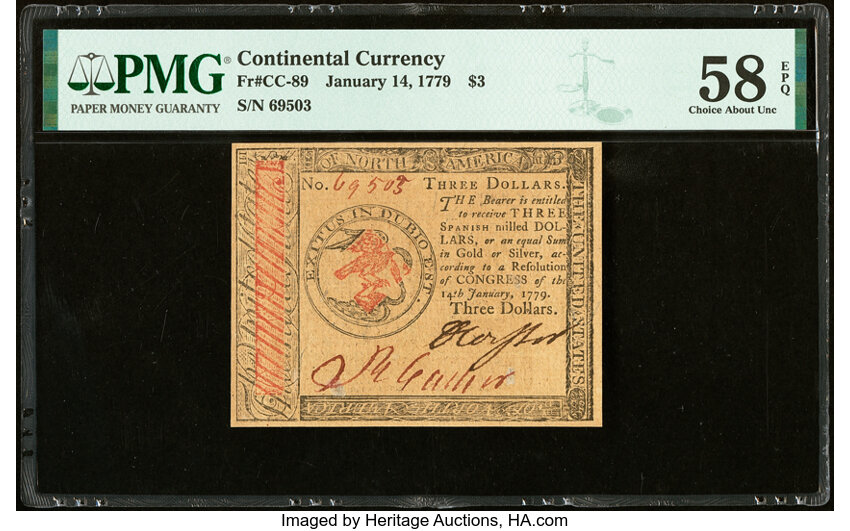 PMG®
PAPER MONEY GUARANTY
Continental Currency
Fr#CC-89 January 14, 1779 $3
S/N 69503
58
EPQ
Choice About Unc
OF NORTH AMERICA
No. 69503 THREE DOLLARS.
THE Bearer is entitled
to receive THREE
SPANISH milled DOL-
LARS, or an equal Sum
in Gold or Silver, ac-
cording to a Resolution
of CONGRESS of the
14th January, 1779.
Three Dollars.
EXITUS IN DUBIO EST.
THE UNITED STATES
Imaged by Heritage Auctions, HA.com